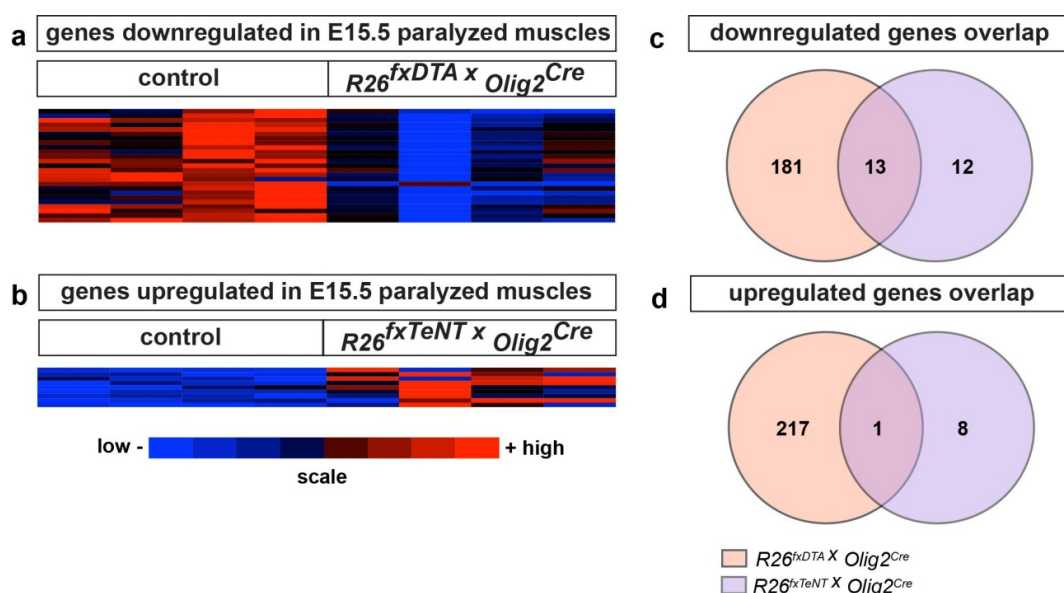 a genes downregulated in E15.5 paralyzed muscles
control R26fxDTA x Olig2Cre
b genes upregulated in E15.5 paralyzed muscles
control R26fxTeNT x Olig2Cre
low - + high
scale
c downregulated genes overlap
181 13 12
d upregulated genes overlap
217 1 8
R26fxDTA x Olig2Cre
R26fxTeNT x Olig2Cre